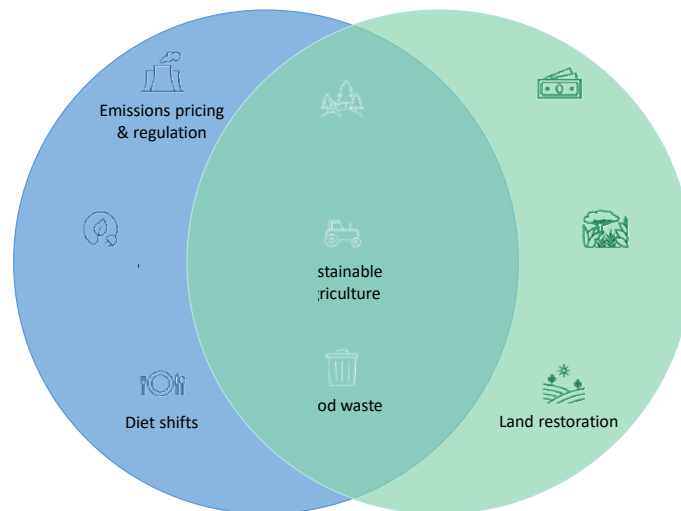 Emissions pricing
& regulation
stainable
riculture
Diet shifts
od waste
Land restoration